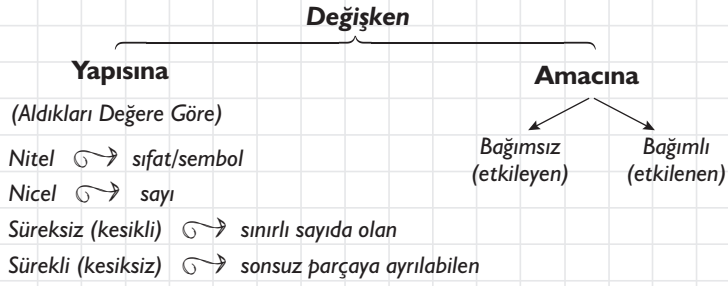 Değişken
Yapısına
(Aldıkları Değere Göre)
Nitel sıfat/sembol
Nicel sayı
Süreksiz (kesikli) sınırlı sayıda olan
Sürekli (kesiksiz) sonsuz parçaya ayrılabilen
Amacına
Bağımsız Bağımlı
(etkileyen) (etkilenen)